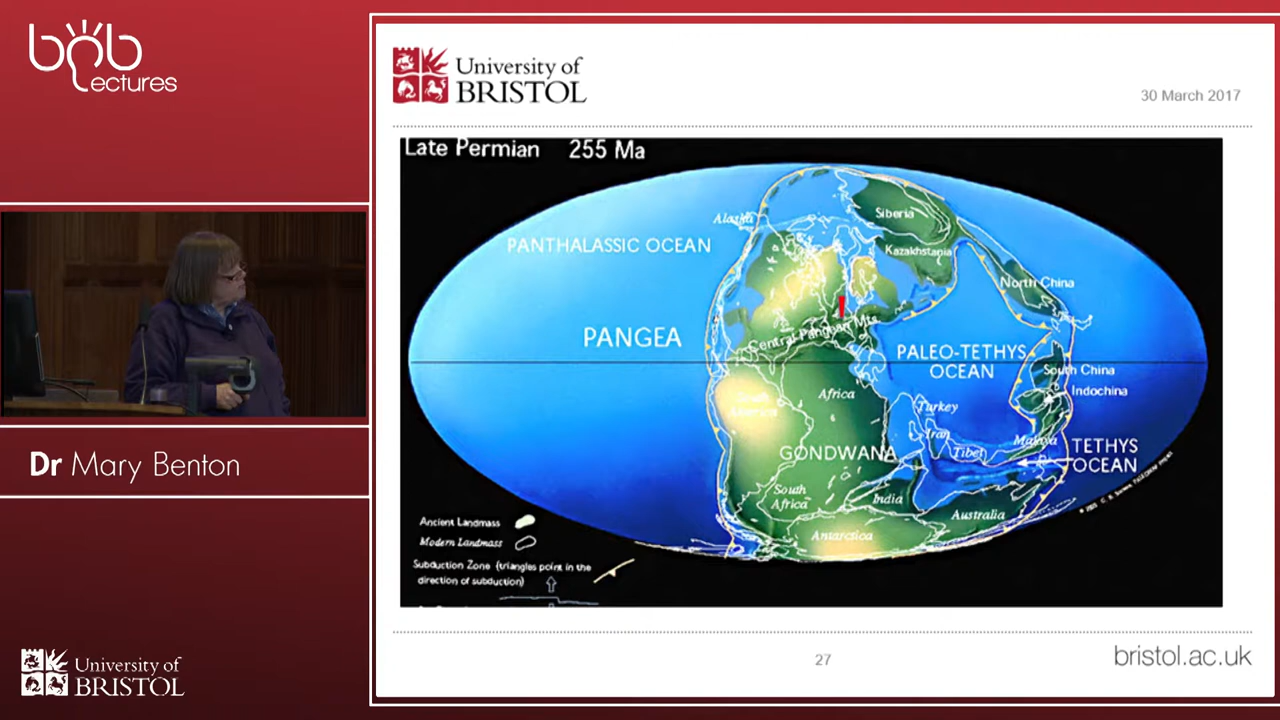 bob
Lectures
University of
BRISTOL
30 March 2017
Late Permian 255 Ma
Alaska
Siberia
PANTHALASSIC OCEAN
Kazakhstania
North China
PANGEA
Central Pangean Mts.
PALEO-TETHYS
OCEAN
South China
Indochina
South
America
Africa
Turkey
Iran
Tibet
Malaya
GONDWANA
TETHYS
OCEAN
South
Africa
India
Australia
Antarctica
Ancient Landmass
Modern Landmass
Subduction Zone (triangles point in the
direction of subduction)
Dr Mary Benton
University of
BRISTOL
27
bristol.ac.uk